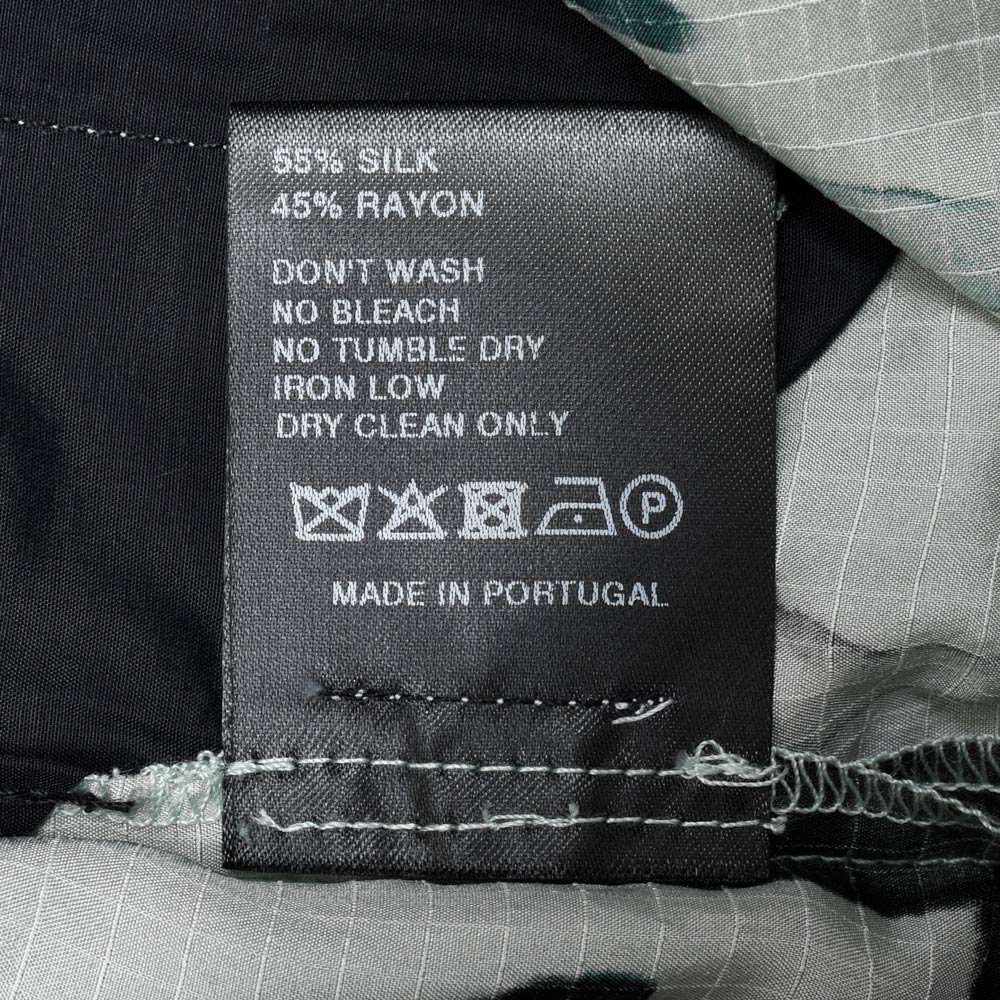 55% SILK
45% RAYON
DON'T WASH
NO BLEACH
NO TUMBLE DRY
IRON LOW
DRY CLEAN ONLY
P
MADE IN PORTUGAL